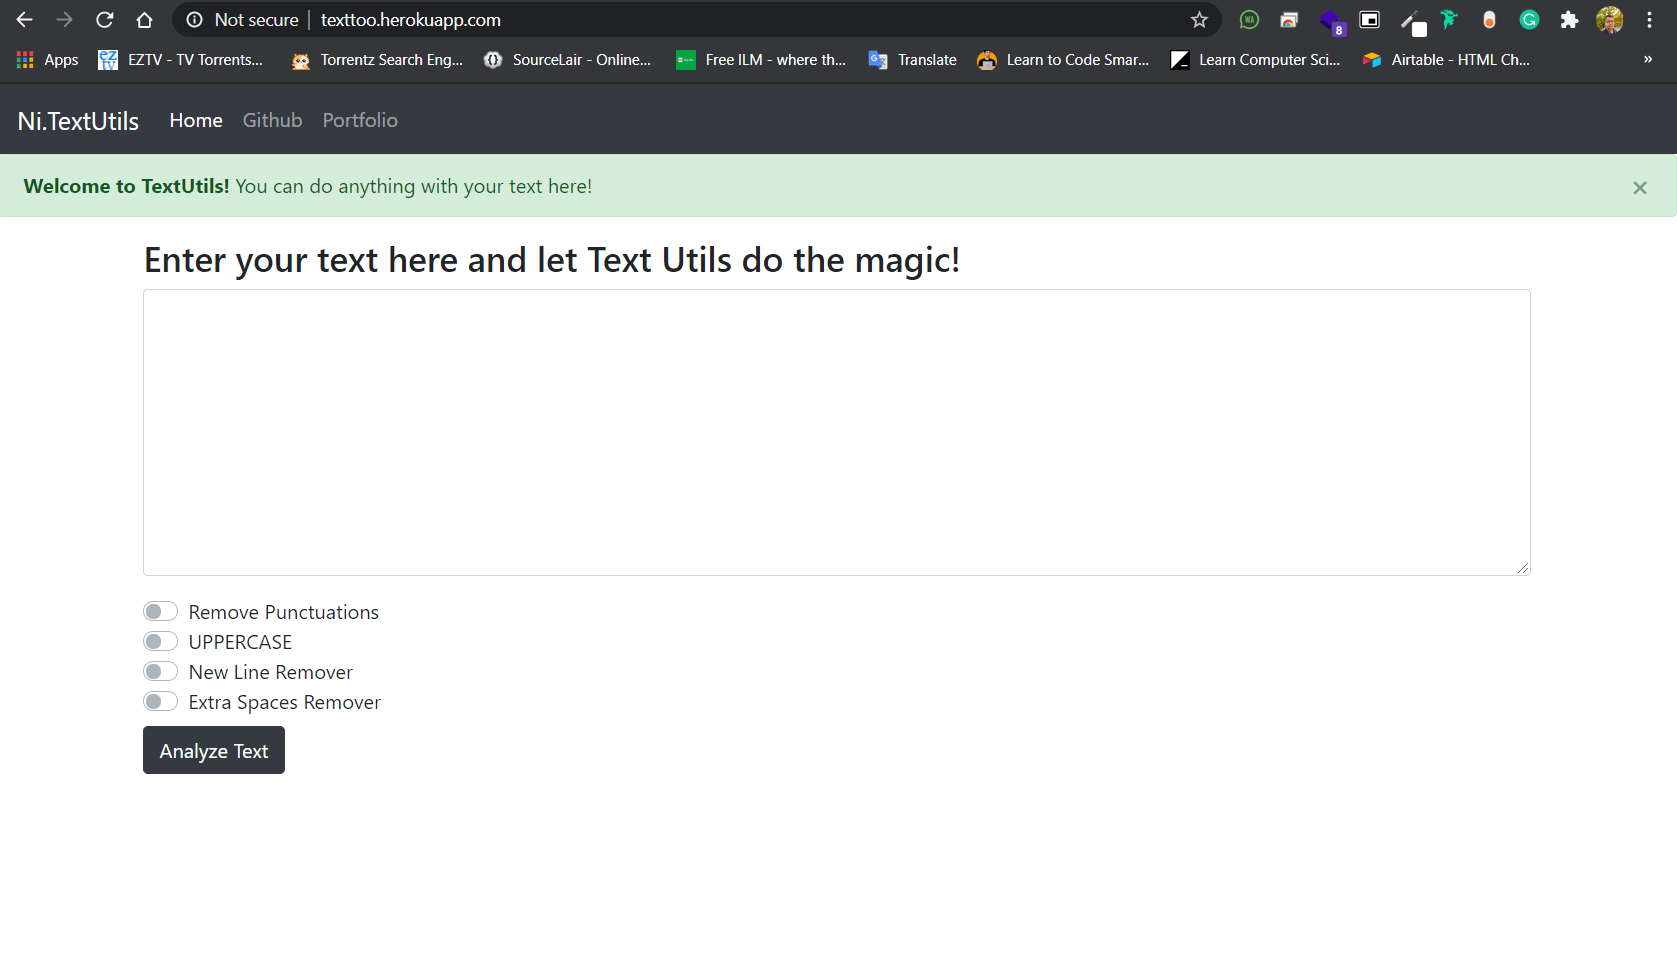 Not secure | texttoo.herokuapp.com
8
Apps EZTV - TV Torrents... Torrentz Search Eng... SourceLair - Online... Free ILM - where th... Translate Learn to Code Smar... Learn Computer Sci... Airtable - HTML Ch... »
Ni.TextUtils Home Github Portfolio
Welcome to TextUtils! You can do anything with your text here! ×
Enter your text here and let Text Utils do the magic!
Remove Punctuations
UPPERCASE
New Line Remover
Extra Spaces Remover
Analyze Text